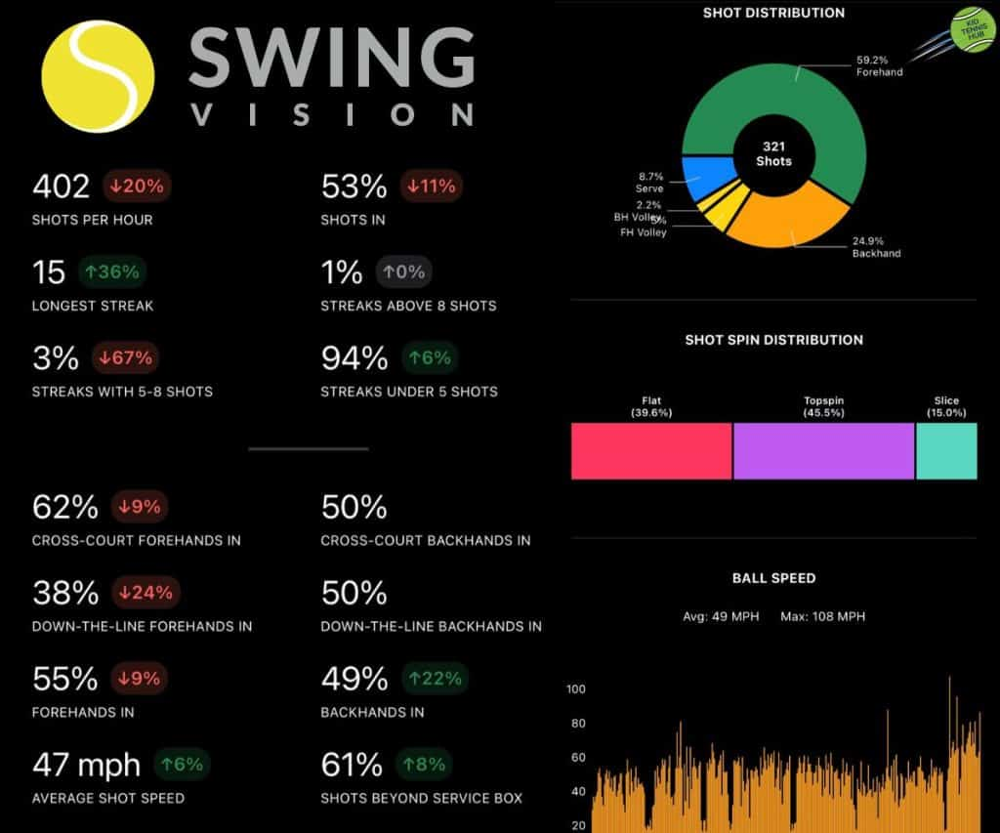 SWING
VISION
402 ↓20%
SHOTS PER HOUR
53% ↓11%
SHOTS IN
15 ↑36%
LONGEST STREAK
1% ↑0%
STREAKS ABOVE 8 SHOTS
3% ↓67%
STREAKS WITH 5-8 SHOTS
94% ↑6%
STREAKS UNDER 5 SHOTS
62% ↓9%
CROSS-COURT FOREHANDS IN
50%
CROSS-COURT BACKHANDS IN
38% ↓24%
DOWN-THE-LINE FOREHANDS IN
50%
DOWN-THE-LINE BACKHANDS IN
55% ↓9%
FOREHANDS IN
49% ↑22%
BACKHANDS IN
47 mph ↑6%
AVERAGE SHOT SPEED
61% ↑8%
SHOTS BEYOND SERVICE BOX
SHOT DISTRIBUTION
KID
TENNIS
HUB
59.2%
Forehand
321
Shots
8.7%
Serve
2.2%
BH Volley
5%
FH Volley
24.9%
Backhand
SHOT SPIN DISTRIBUTION
Flat
(39.6%)
Topspin
(45.5%)
Slice
(15.0%)
BALL SPEED
Avg: 49 MPH Max: 108 MPH
100
80
60
40
20